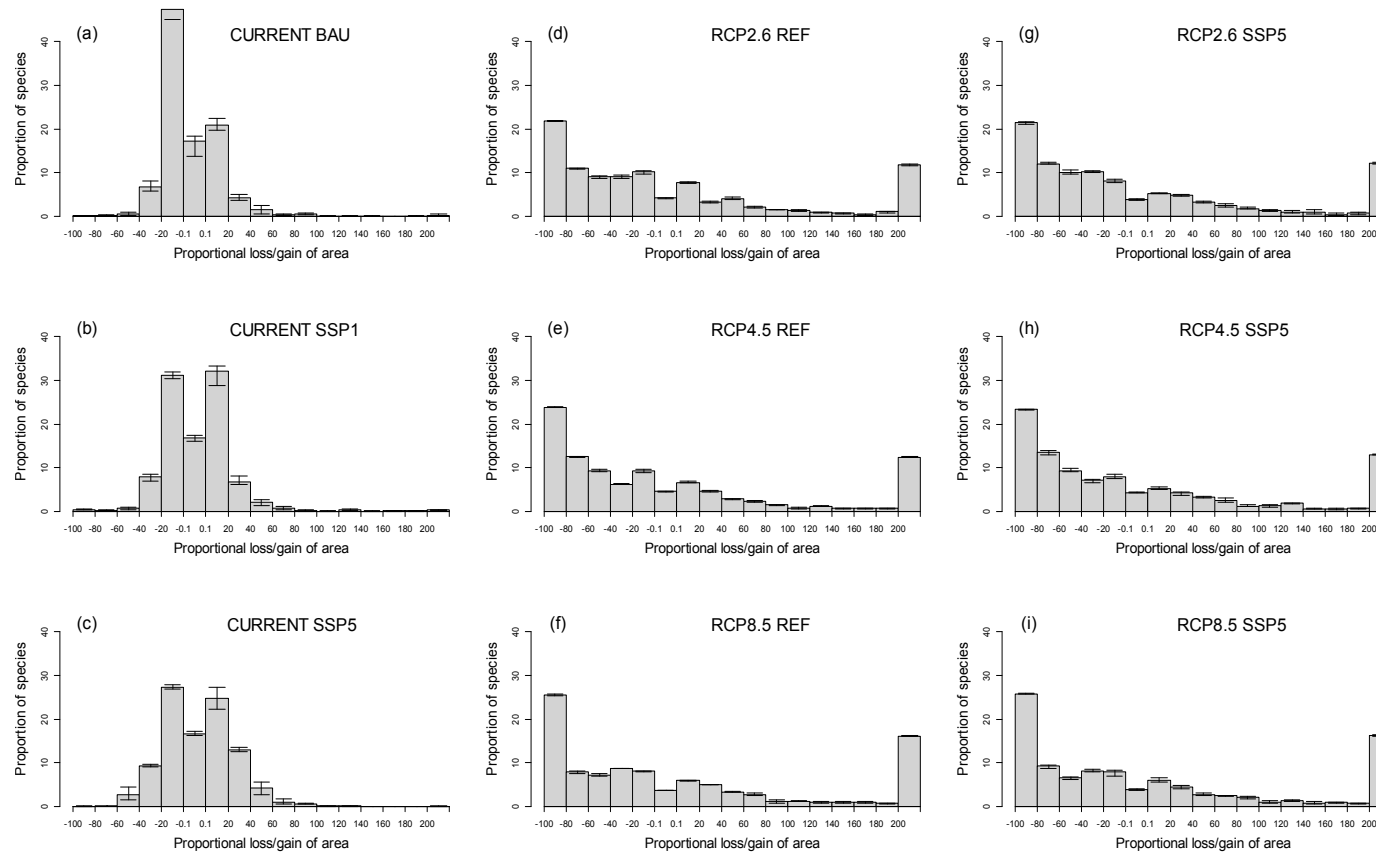 (a) CURRENT BAU
Proportion of species
0 10 20 30 40
-100 -80 -60 -40 -20 -0.1 0.1 20 40 60 80 100 120 140 160 180 200
Proportional loss/gain of area
(d) RCP2.6 REF
Proportion of species
0 10 20 30 40
-100 -80 -60 -40 -20 -0.1 0.1 20 40 60 80 100 120 140 160 180 200
Proportional loss/gain of area
(g) RCP2.6 SSP5
Proportion of species
0 10 20 30 40
-100 -80 -60 -40 -20 -0.1 0.1 20 40 60 80 100 120 140 160 180 200
Proportional loss/gain of area
(b) CURRENT SSP1
Proportion of species
0 10 20 30 40
-100 -80 -60 -40 -20 -0.1 0.1 20 40 60 80 100 120 140 160 180 200
Proportional loss/gain of area
(e) RCP4.5 REF
Proportion of species
0 10 20 30 40
-100 -80 -60 -40 -20 -0.1 0.1 20 40 60 80 100 120 140 160 180 200
Proportional loss/gain of area
(h) RCP4.5 SSP5
Proportion of species
0 10 20 30 40
-100 -80 -60 -40 -20 -0.1 0.1 20 40 60 80 100 120 140 160 180 200
Proportional loss/gain of area
(c) CURRENT SSP5
Proportion of species
0 10 20 30 40
-100 -80 -60 -40 -20 -0.1 0.1 20 40 60 80 100 120 140 160 180 200
Proportional loss/gain of area
(f) RCP8.5 REF
Proportion of species
0 10 20 30 40
-100 -80 -60 -40 -20 -0.1 0.1 20 40 60 80 100 120 140 160 180 200
Proportional loss/gain of area
(i) RCP8.5 SSP5
Proportion of species
0 10 20 30 40
-100 -80 -60 -40 -20 -0.1 0.1 20 40 60 80 100 120 140 160 180 200
Proportional loss/gain of area